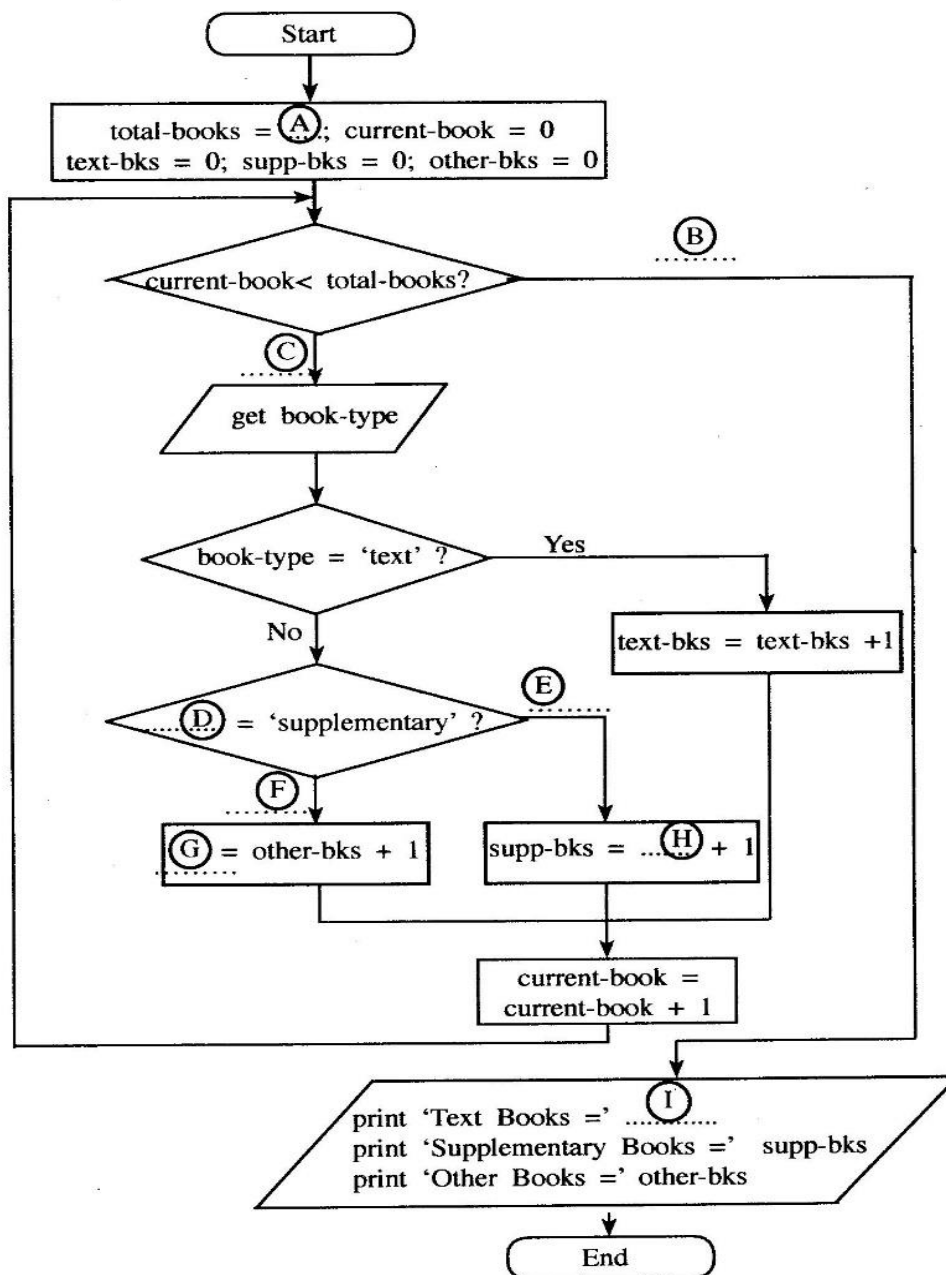 Start
total-books = A; current-book = 0
text-bks = 0; supp-bks = 0; other-bks = 0
B
current-book< total-books?
C
get book-type
book-type = ‘text’ ?
Yes
No
text-bks = text-bks +1
E
D = ‘supplementary’ ?
F
G = other-bks + 1
supp-bks = H + 1
current-book =
current-book + 1
print ‘Text Books =’ I
print ‘Supplementary Books =’ supp-bks
print ‘Other Books =’ other-bks
End